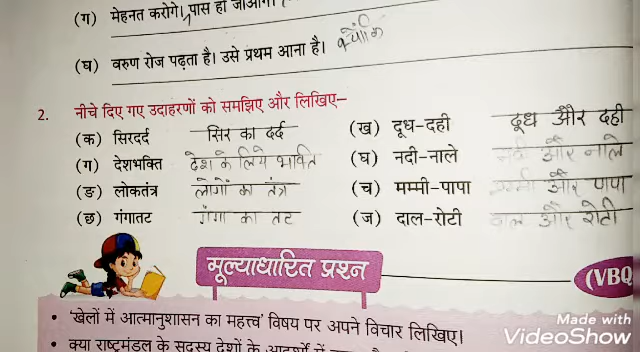 (ग) मेहनत करोगे। पास हो जाओगे।
(घ) वरुण रोज पढ़ता है। उसे प्रथम आना है। क्योंकि
2. नीचे दिए गए उदाहरणों को समझिए और लिखिए–
(क) सिरदर्द सिर का दर्द (ख) दूध-दही दूध और दही
(ग) देशभक्ति देश के लिये भक्ति (घ) नदी-नाले नदी और नाले
(ङ) लोकतंत्र लोगों का तंत्र (च) मम्मी-पापा मम्मी और पापा
(छ) गंगातट गंगा का तट (ज) दाल-रोटी दाल और रोटी
मूल्याधारित प्रश्न (VBQ
• 'खेलों में आत्मानुशासन का महत्त्व' विषय पर अपने विचार लिखिए।
• क्या राष्ट्रमंडल के सदस्य देशों के आदर्शों में
Made with
VideoShow